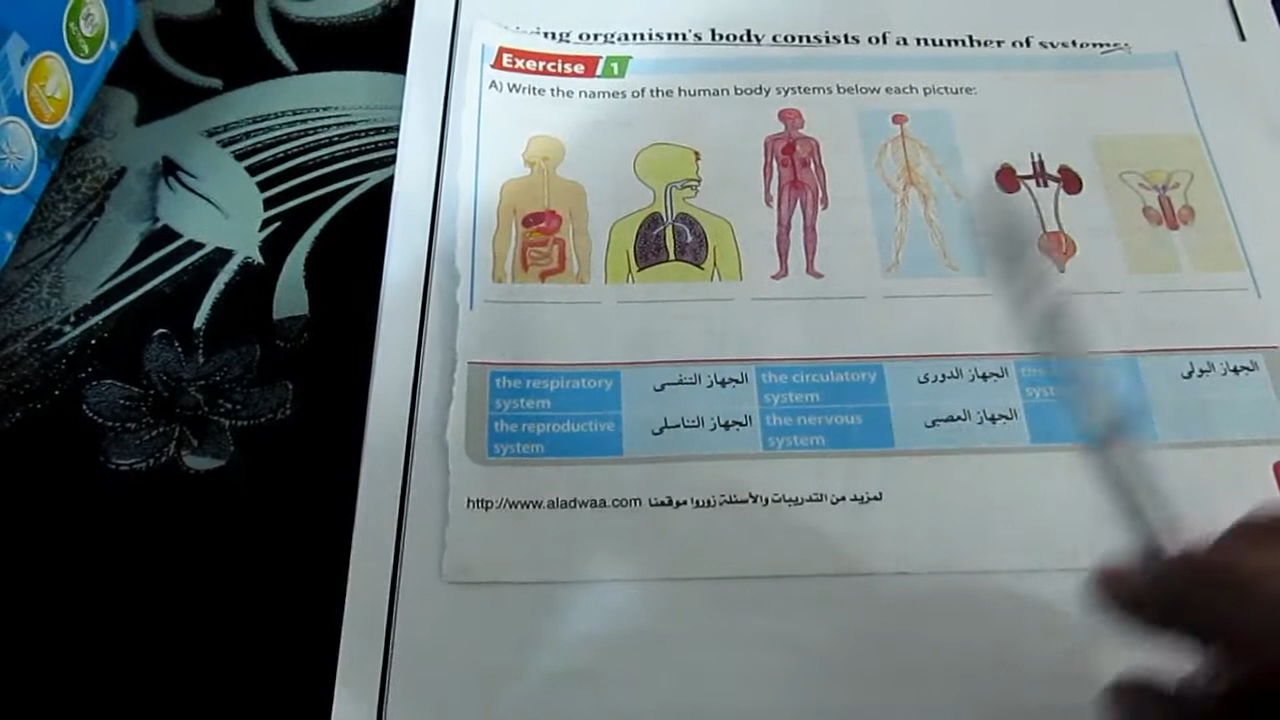 organism's body consists of a number of systems:
Exercise 1
A) Write the names of the human body systems below each picture:
the respiratory system
الجهاز التنفسى
the circulatory system
الجهاز الدورى
الجهاز البولى
the reproductive system
الجهاز التناسلى
the nervous system
الجهاز العصبى
http://www.aladwaa.com لمزيد من التدريبات والأسئلة زوروا موقعنا